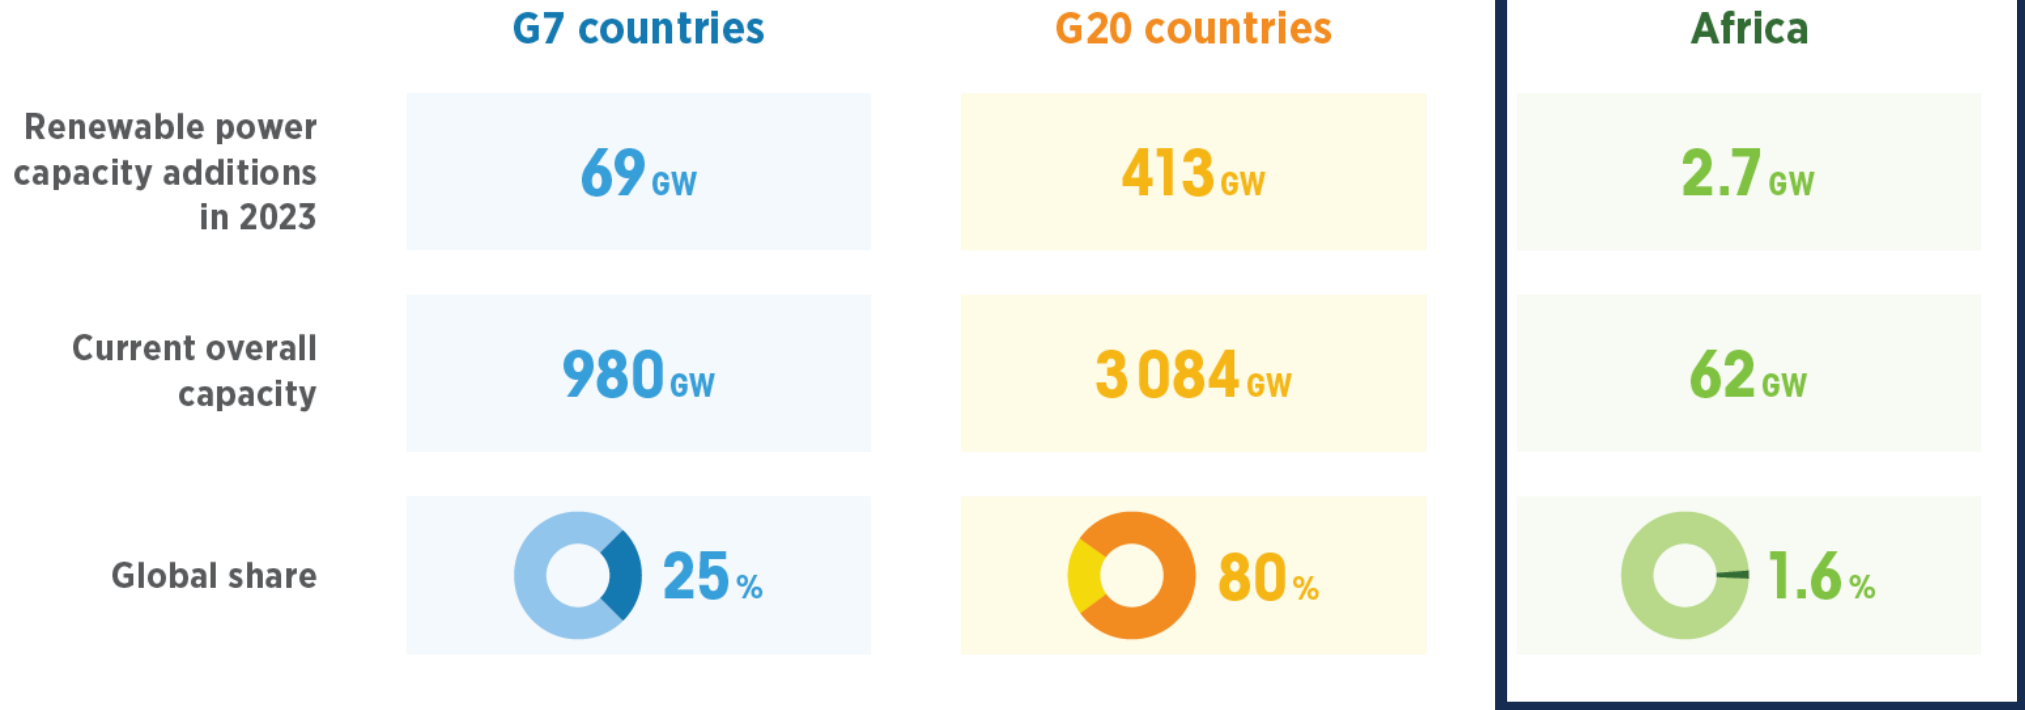 G7 countries
G20 countries
Africa
Renewable power
capacity additions
in 2023
69 GW
413 GW
2.7 GW
Current overall
capacity
980 GW
3 084 GW
62 GW
Global share
25 %
80 %
1.6 %